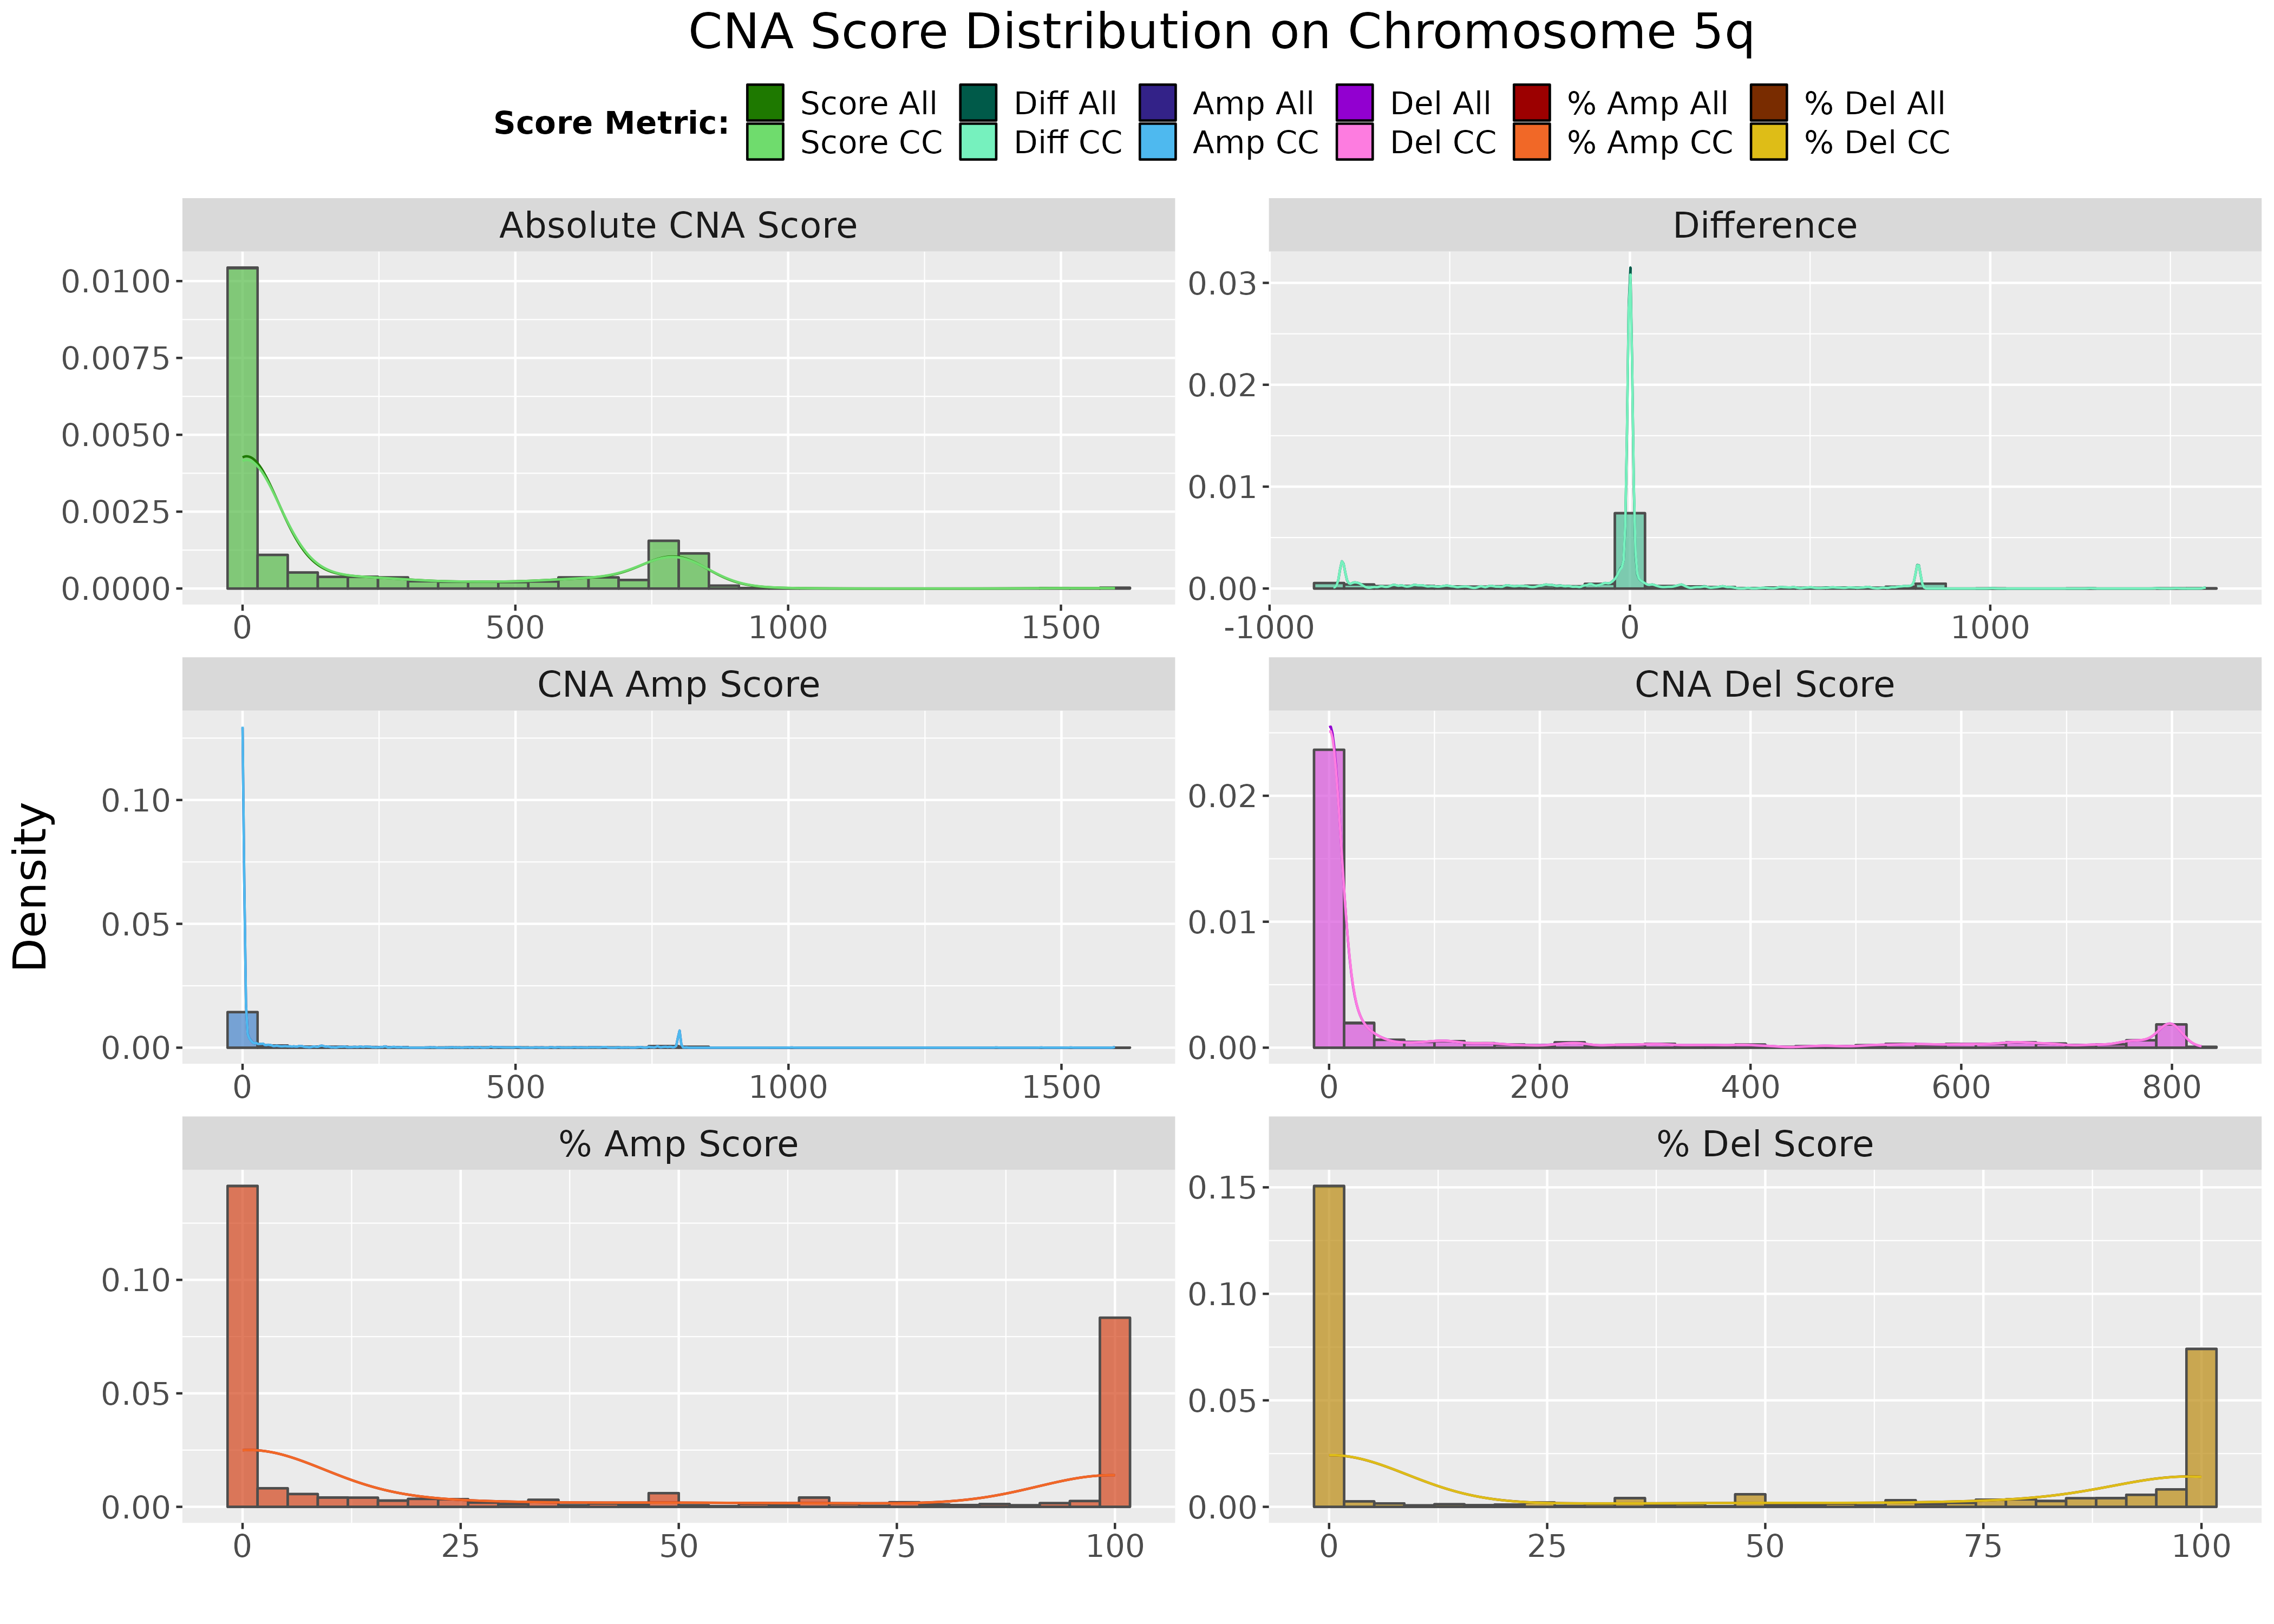 CNA Score Distribution on Chromosome 5q
Score Metric:
Score All Diff All Amp All Del All % Amp All % Del All
Score CC Diff CC Amp CC Del CC % Amp CC % Del CC
Absolute CNA Score
0.0100
0.0075
0.0050
0.0025
0.0000
0 500 1000 1500
Difference
0.03
0.02
0.01
0.00
-1000 0 1000
Density
CNA Amp Score
0.10
0.05
0.00
0 500 1000 1500
CNA Del Score
0.02
0.01
0.00
0 200 400 600 800
% Amp Score
0.10
0.05
0.00
0 25 50 75 100
% Del Score
0.15
0.10
0.05
0.00
0 25 50 75 100